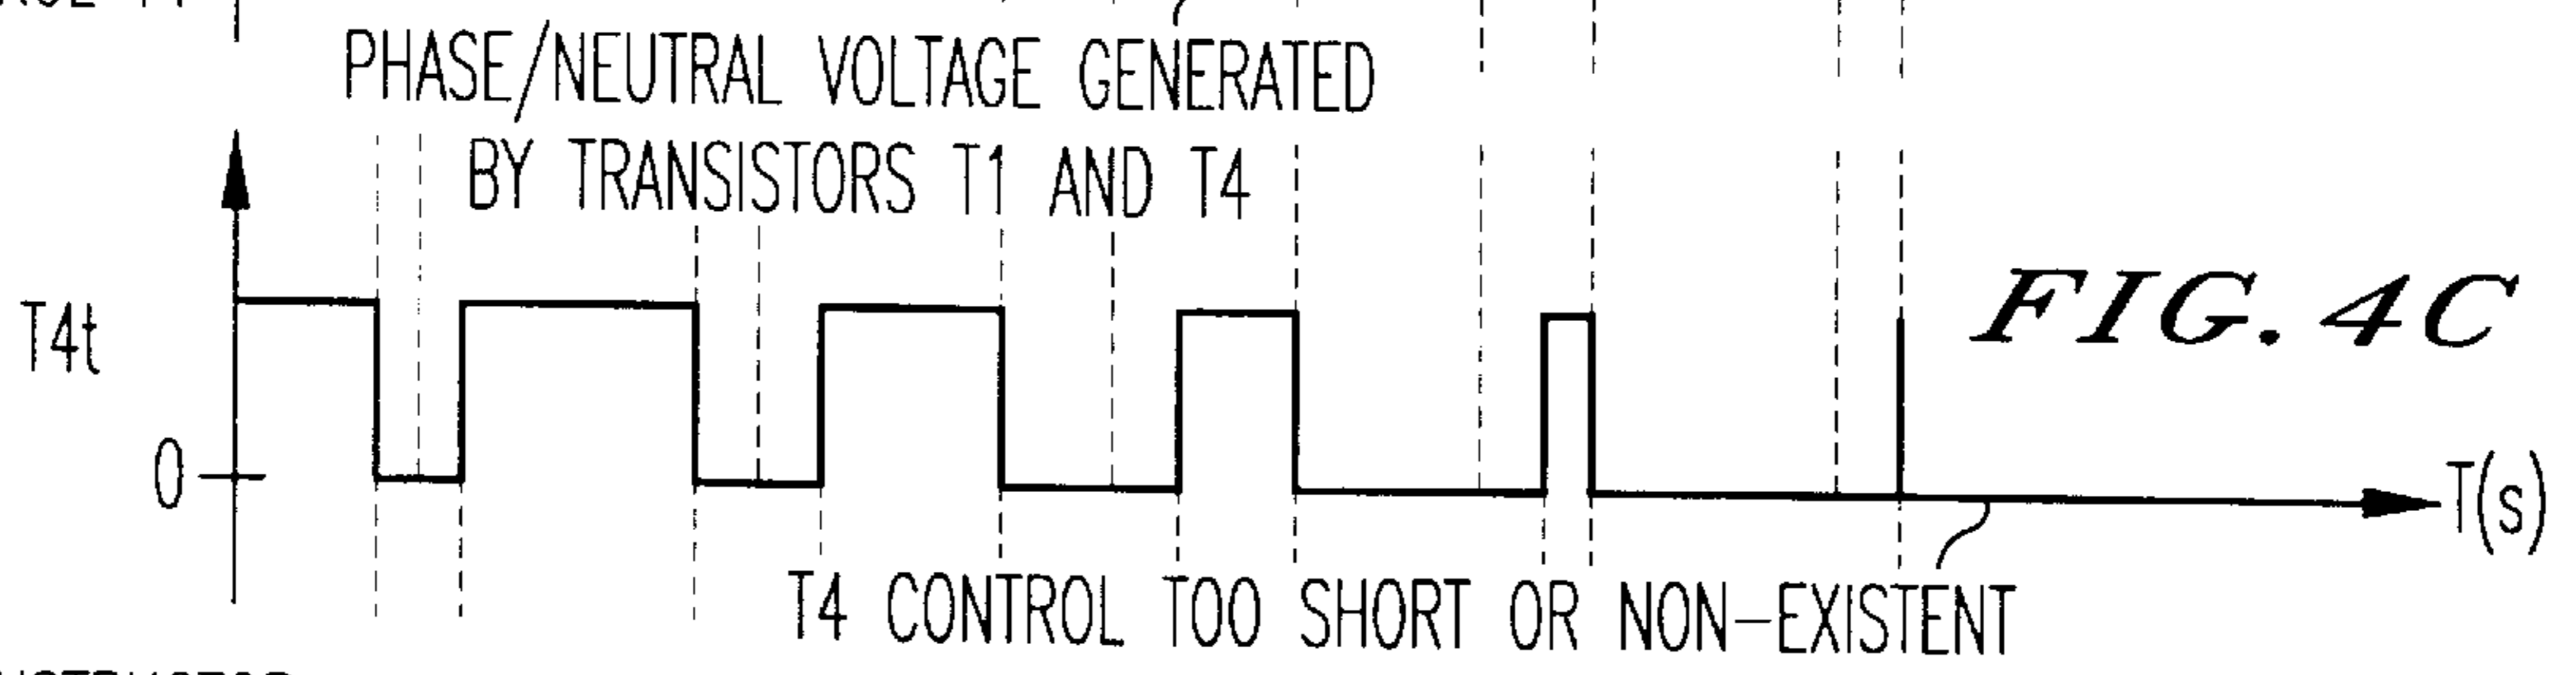 PHASE/NEUTRAL VOLTAGE GENERATED
BY TRANSISTORS T1 AND T4
T4t
FIG. 4C
0
T(s)
T4 CONTROL TOO SHORT OR NON-EXISTENT